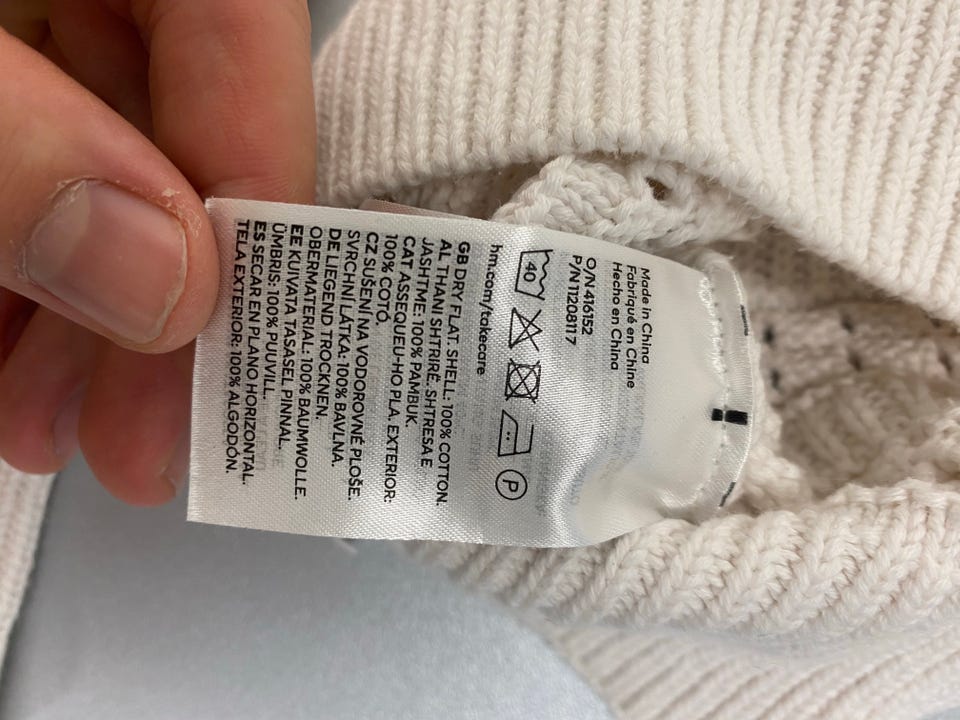 Made in China
Fabriqué en Chine
Hecho en China
O/N 416152
P/N 1120817
40
P
hm.com/takecare
GB DRY FLAT. SHELL: 100% COTTON.
AL THANI SHTRIRË. SHTRESA E
JASHTME: 100% PAMBUK.
CAT ASSEQUEU-HO PLA. EXTERIOR:
100% COTÓ.
CZ SUŠENÍ NA VODOROVNÉ PLOŠE.
SVRCHNÍ LÁTKA: 100% BAVLNA.
DE LIEGEND TROCKNEN.
OBERMATERIAL: 100% BAUMWOLLE.
EE KUIVATA TASASEL PINNAL.
ÜMBRIS: 100% PUUVILL.
ES SECAR EN PLANO HORIZONTAL.
TELA EXTERIOR: 100% ALGODÓN.